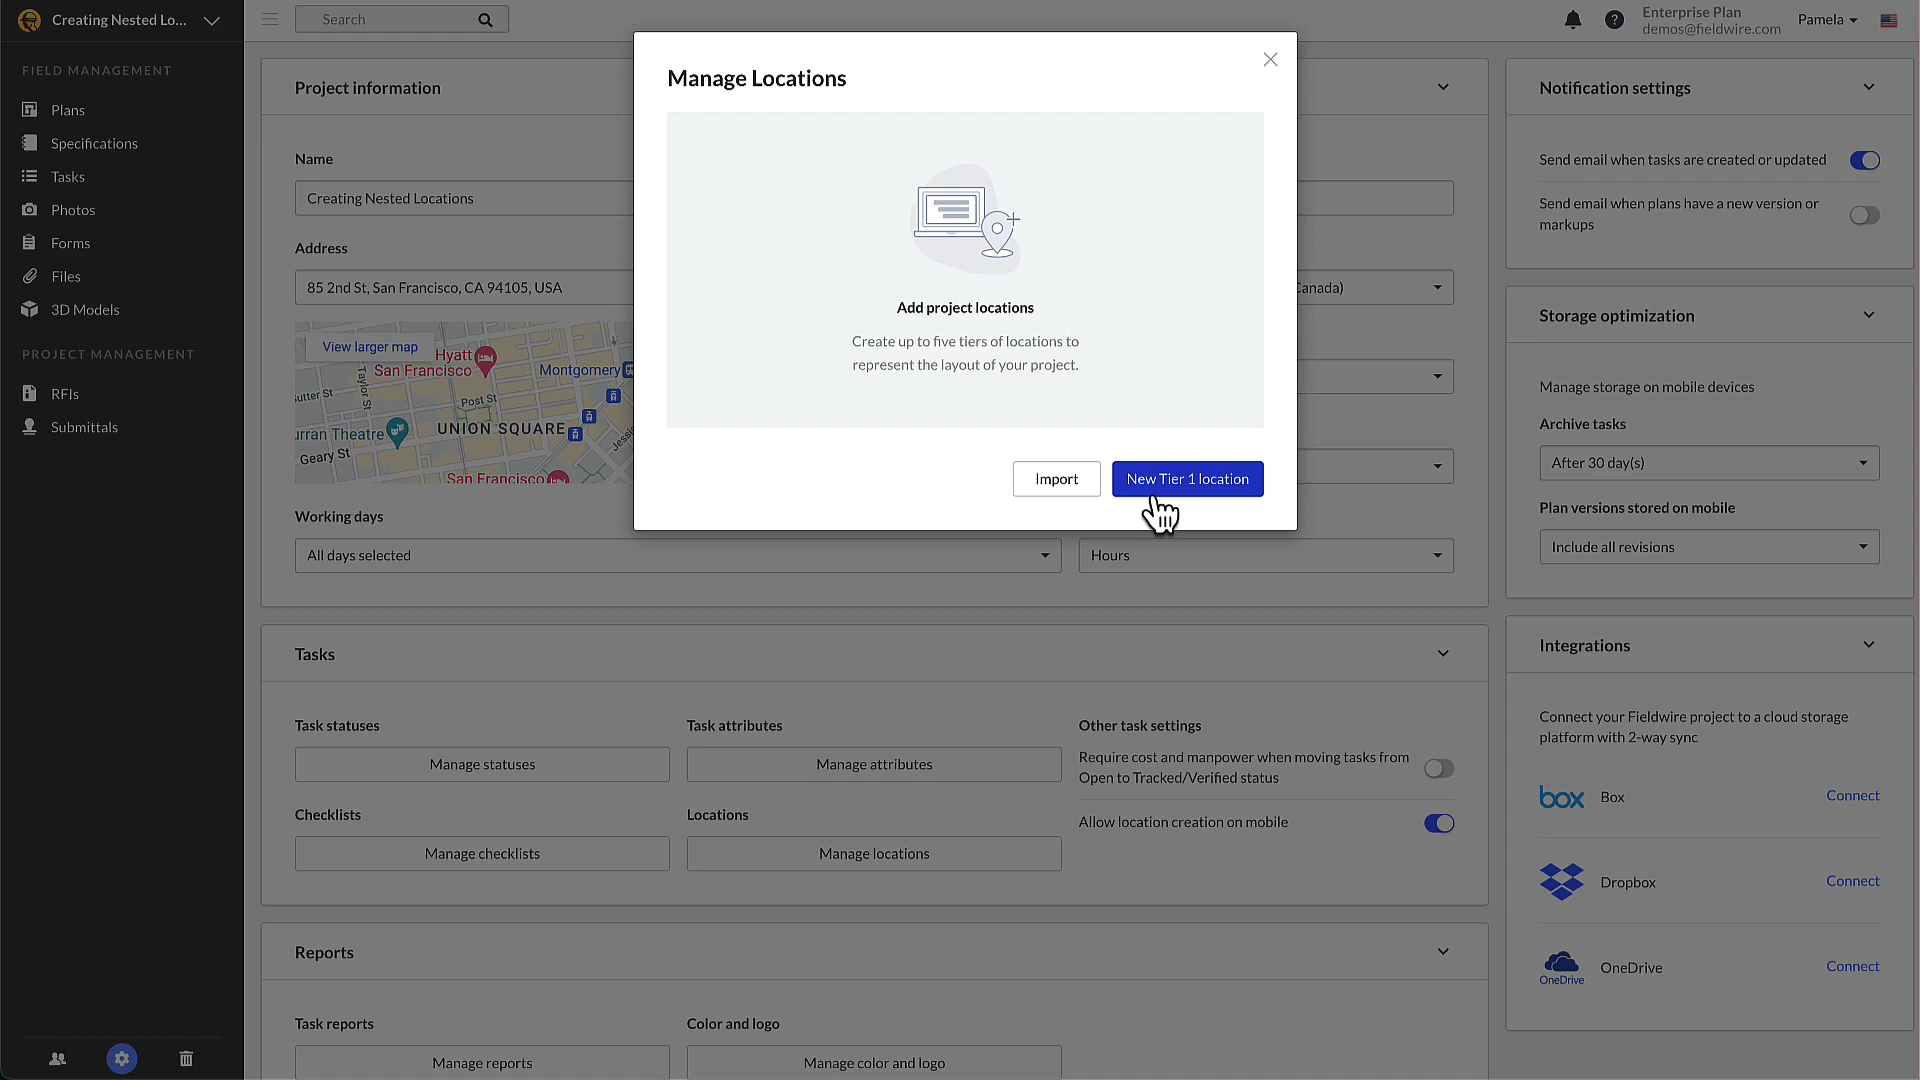 Creating Nested Lo...
Search
Enterprise Plan
demos@fieldwire.com
Pamela
FIELD MANAGEMENT
Plans
Specifications
Tasks
Photos
Forms
Files
3D Models
PROJECT MANAGEMENT
RFIs
Submittals
Manage Locations
Add project locations
Create up to five tiers of locations to
represent the layout of your project.
Import
New Tier 1 location
Project information
Name
Creating Nested Locations
Address
85 2nd St, San Francisco, CA 94105, USA
Canada)
View larger map
Hyatt
San Francisco
Montgomery
utter St
Taylor St
Post St
urran Theatre
UNION SQUARE
Geary St
Jessie
San Francisco
Working days
All days selected
Hours
Tasks
Task statuses
Manage statuses
Task attributes
Manage attributes
Other task settings
Require cost and manpower when moving tasks from
Open to Tracked/Verified status
Checklists
Manage checklists
Locations
Manage locations
Allow location creation on mobile
Reports
Task reports
Manage reports
Color and logo
Manage color and logo
Notification settings
Send email when tasks are created or updated
Send email when plans have a new version or
markups
Storage optimization
Manage storage on mobile devices
Archive tasks
After 30 day(s)
Plan versions stored on mobile
Include all revisions
Integrations
Connect your Fieldwire project to a cloud storage
platform with 2-way sync
box
Box
Connect
Dropbox
Connect
OneDrive
OneDrive
Connect